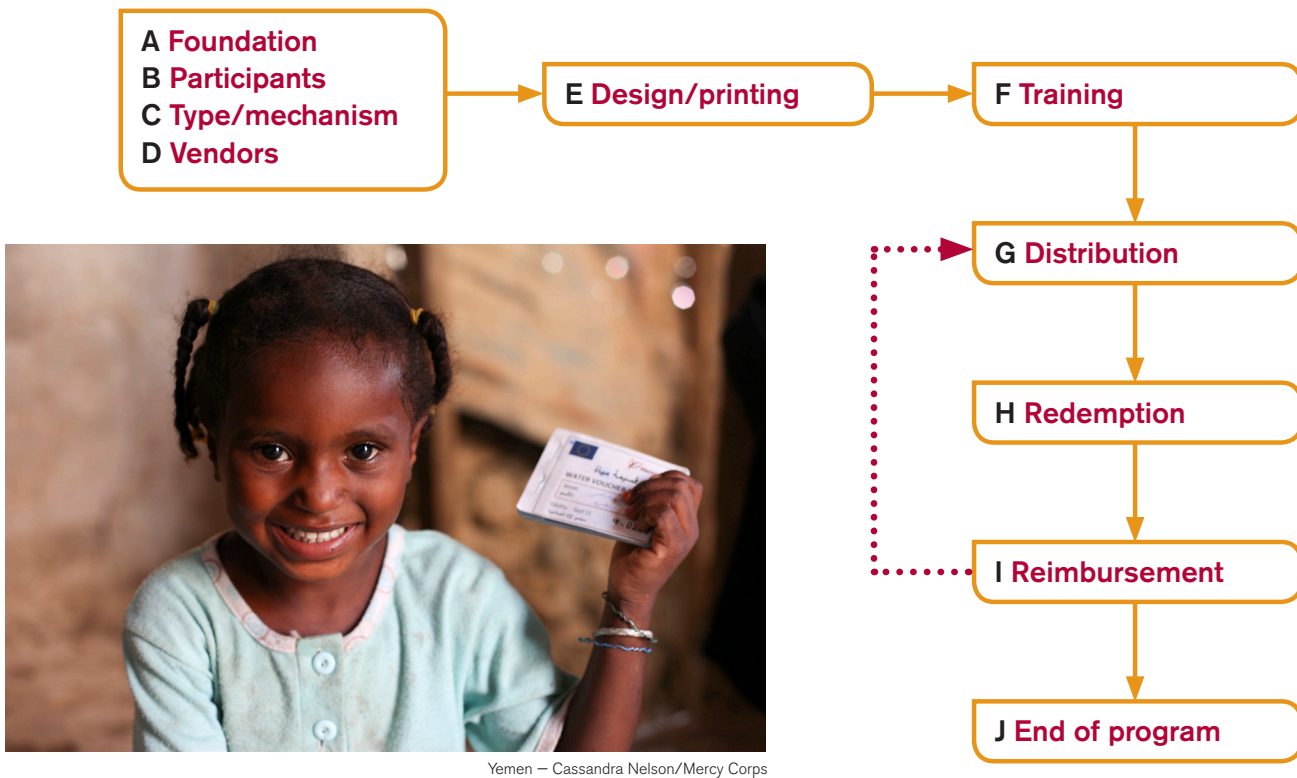 A Foundation
B Participants
C Type/mechanism
D Vendors
E Design/printing
F Training
G Distribution
H Redemption
I Reimbursement
J End of program
WATER VOUCHER
Yemen – Cassandra Nelson/Mercy Corps